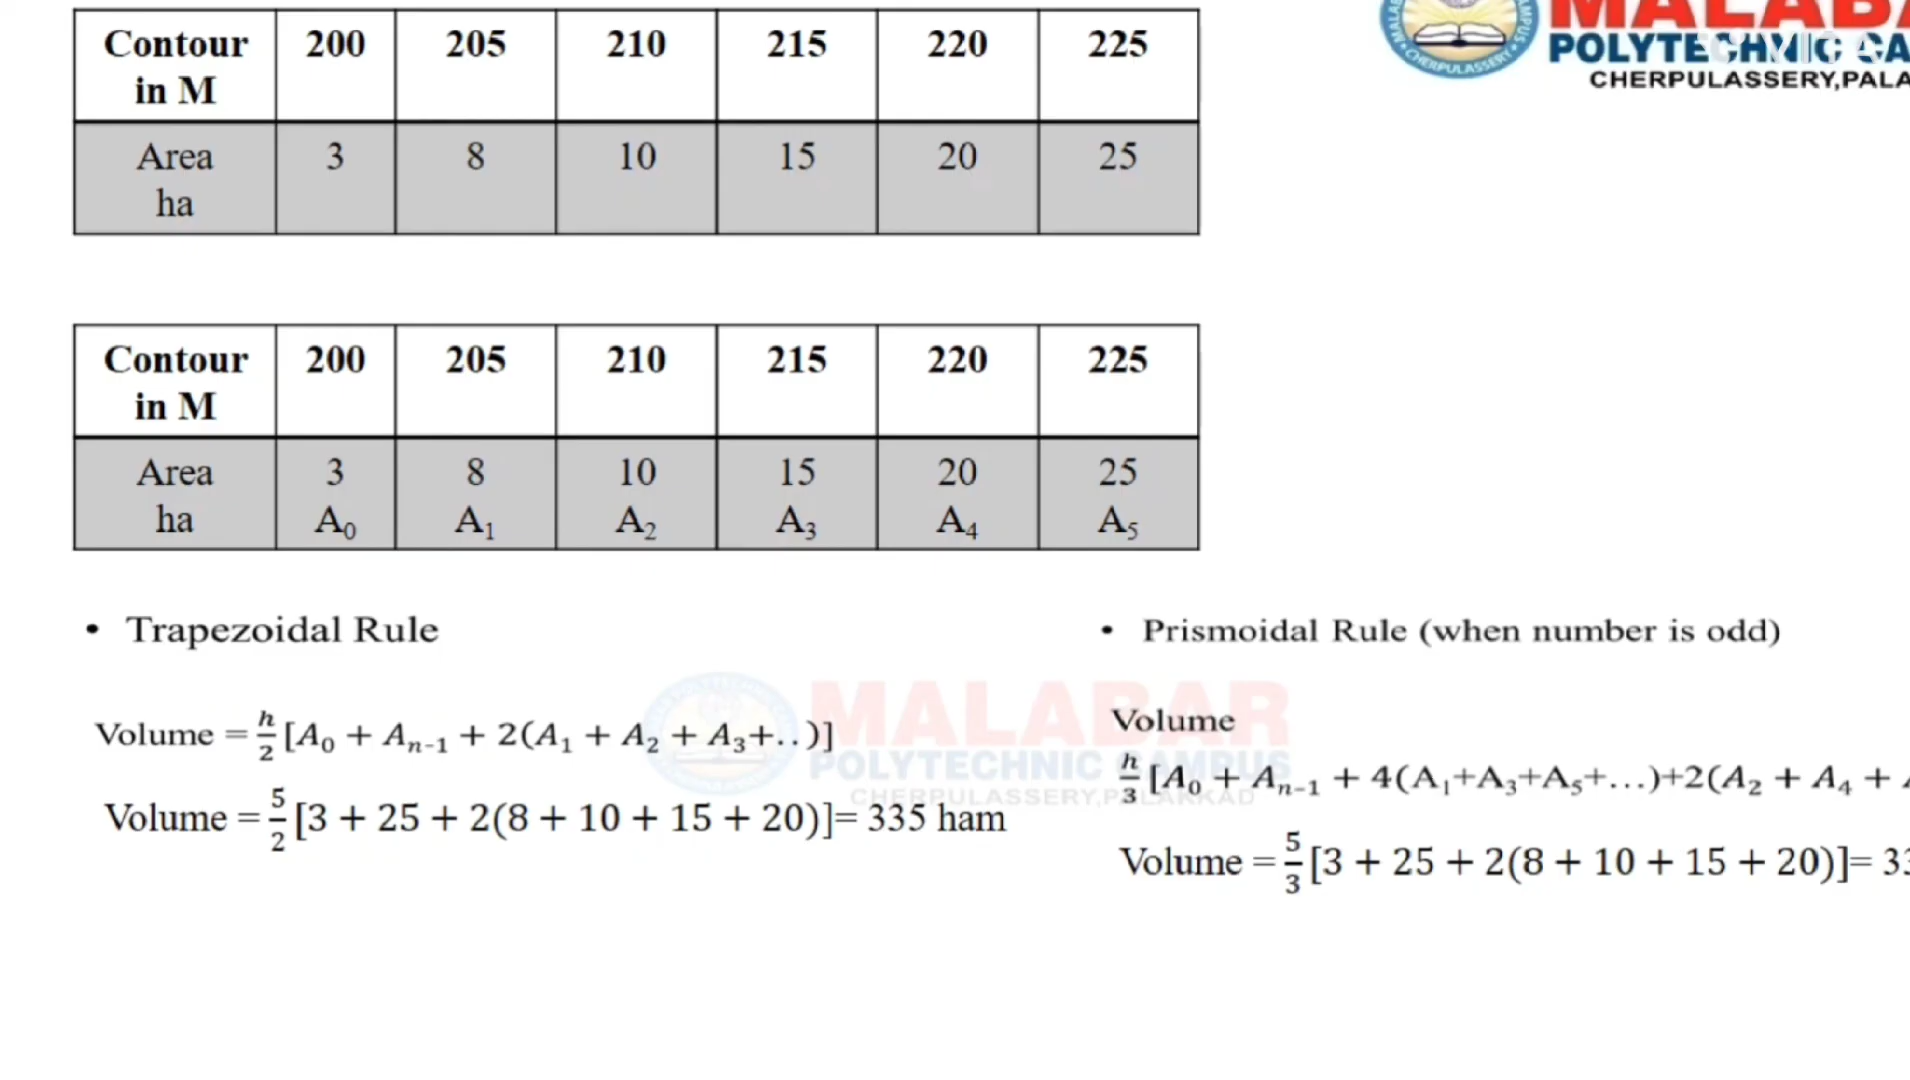 MALABA
POLYTECHNIC CA
CHERPULASSERY,PALA
CHERPULASSERY
Contour in M 200 205 210 215 220 225
Area ha 3 8 10 15 20 25
Contour in M 200 205 210 215 220 225
Area ha 3 8 10 15 20 25
A₀ A₁ A₂ A₃ A₄ A₅
• Trapezoidal Rule
Volume = h/2 [A₀ + Aₙ₋₁ + 2(A₁ + A₂ + A₃+..)]
Volume = 5/2 [3 + 25 + 2(8 + 10 + 15 + 20)]= 335 ham
• Prismoidal Rule (when number is odd)
Volume
h/3 [A₀ + Aₙ₋₁ + 4(A₁+A₃+A₅+...)+2(A₂ + A₄ +
Volume = 5/3 [3 + 25 + 2(8 + 10 + 15 + 20)]= 33
MALABAR
POLYTECHNIC CAMPUS
CHERPULASSERY,PALAKKAD